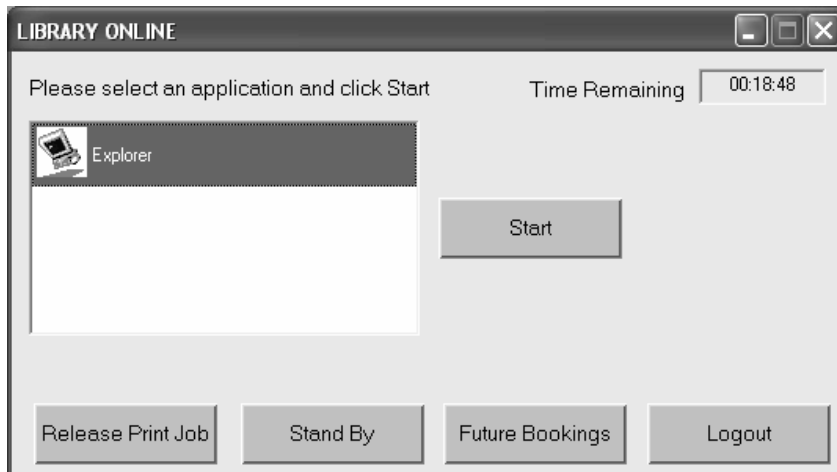 LIBRARY ONLINE
Please select an application and click Start
Time Remaining 00:18:48
Explorer
Start
Release Print Job
Stand By
Future Bookings
Logout